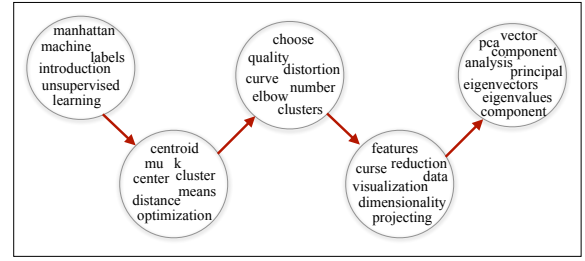 manhattan
machine
labels
introduction
unsupervised
learning
centroid
mu k
center cluster
means
distance
optimization
choose
quality
distortion
curve
number
elbow
clusters
features
curse reduction
data
visualization
dimensionality
projecting
vector
pca
component
analysis
principal
eigenvectors
eigenvalues
component